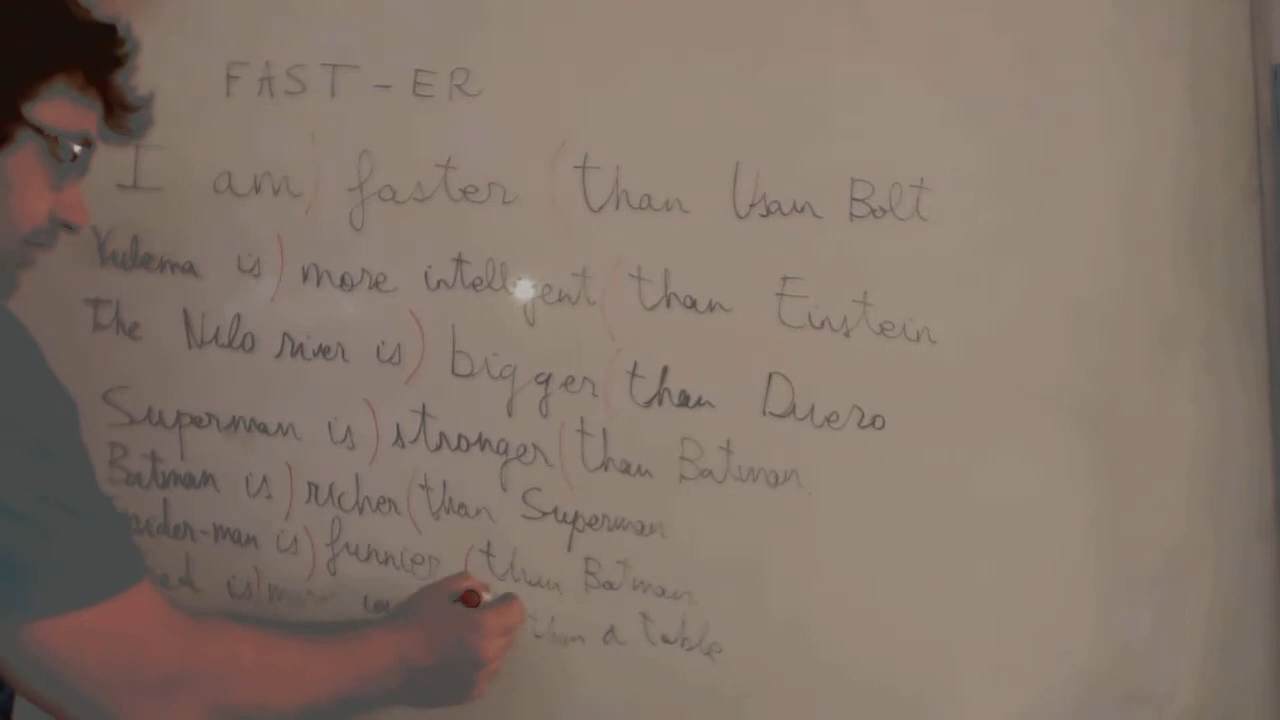 FAST-ER
I am) faster (than Usain Bolt
Yulema is) more intelligent (than Einstein
The Nilo river is) bigger (than Duero
Superman is) stronger (than Batman.
Batman is) richer (than Superman
Spider-man is) funnier (than Batman
is) more than a table